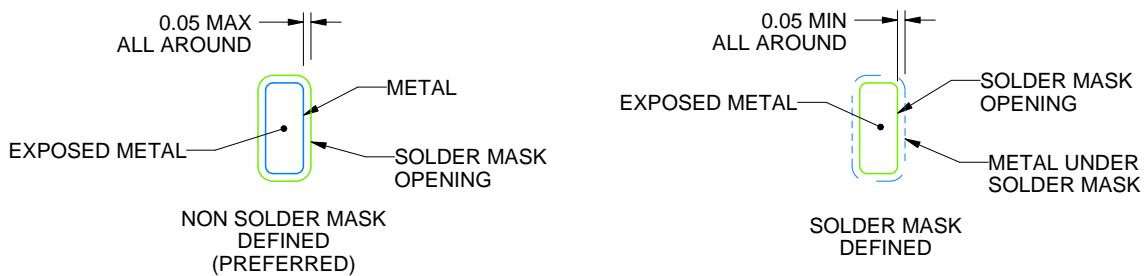 0.05 MAX
ALL AROUND
METAL
EXPOSED METAL
SOLDER MASK
OPENING
NON SOLDER MASK
DEFINED
(PREFERRED)
0.05 MIN
ALL AROUND
SOLDER MASK
OPENING
EXPOSED METAL
METAL UNDER
SOLDER MASK
SOLDER MASK
DEFINED